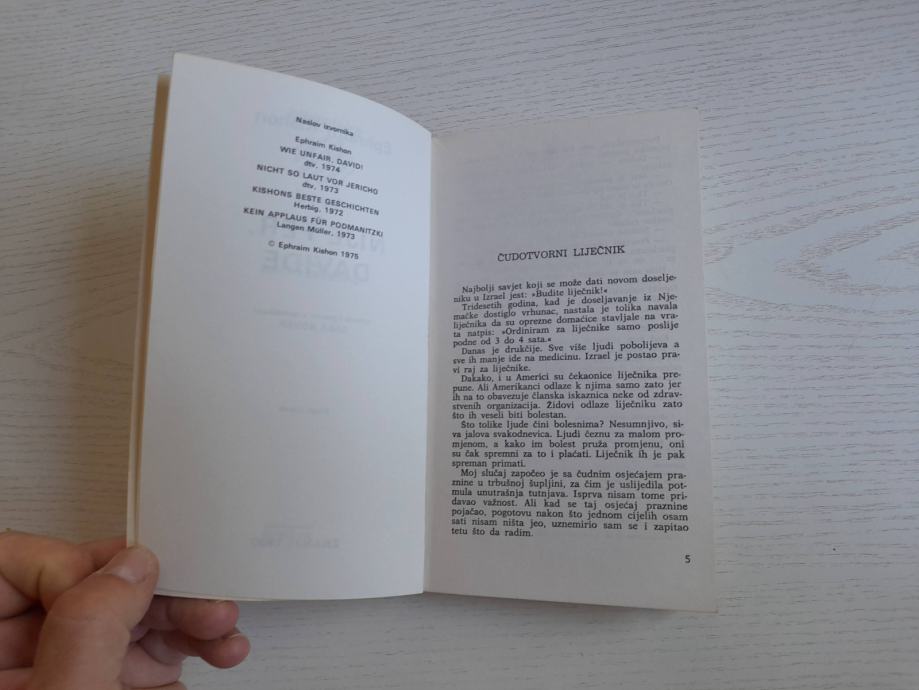 Naslov izvornika
Ephraim Kishon
WIE UNFAIR, DAVID!
dtv, 1974
NICHT SO LAUT VOR JERICHO
dtv, 1973
KISHONS BESTE GESCHICHTEN
Herbig, 1972
KEIN APPLAUS FÜR PODMANITZKI
Langen Müller, 1973
© Ephraim Kishon 1975
ČUDOTVORNI LIJEČNIK
Najbolji savjet koji se može dati novom doselje-
niku u Izrael jest: »Budite liječnik!«
Tridesetih godina, kad je doseljavanje iz Nje-
mačke dostiglo vrhunac, nastala je tolika navala
liječnika da su oprezne domaćice stavljale na vra-
ta natpis: »Ordiniram za liječnike samo poslije
podne od 3 do 4 sata.«
Danas je drukčije. Sve više ljudi pobolijeva a
sve ih manje ide na medicinu. Izrael je postao pra-
vi raj za liječnike.
Dakako, i u Americi su čekaonice liječnika pre-
pune. Ali Amerikanci odlaze k njima samo zato jer
ih na to obavezuje članska iskaznica neke od zdrav-
stvenih organizacija. Židovi odlaze liječniku zato
što ih veseli biti bolestan.
Što tolike ljude čini bolesnima? Nesumnjivo, si-
va jalova svakodnevica. Ljudi čeznu za malom pro-
mjenom, a kako im bolest pruža promjenu, oni
su čak spremni za to i plaćati. Liječnik ih je pak
spreman primati.
Moj slučaj započeo je sa čudnim osjećajem pra-
znine u trbušnoj šupljini, za čim je uslijedila pot-
mula unutrašnja tutnjava. Isprva nisam tome pri-
davao važnost. Ali kad se taj osjećaj praznine
pojačao, pogotovu nakon što jednom cijelih osam
sati nisam ništa jeo, uznemirio sam se i zapitao
tetu što da radim.
5